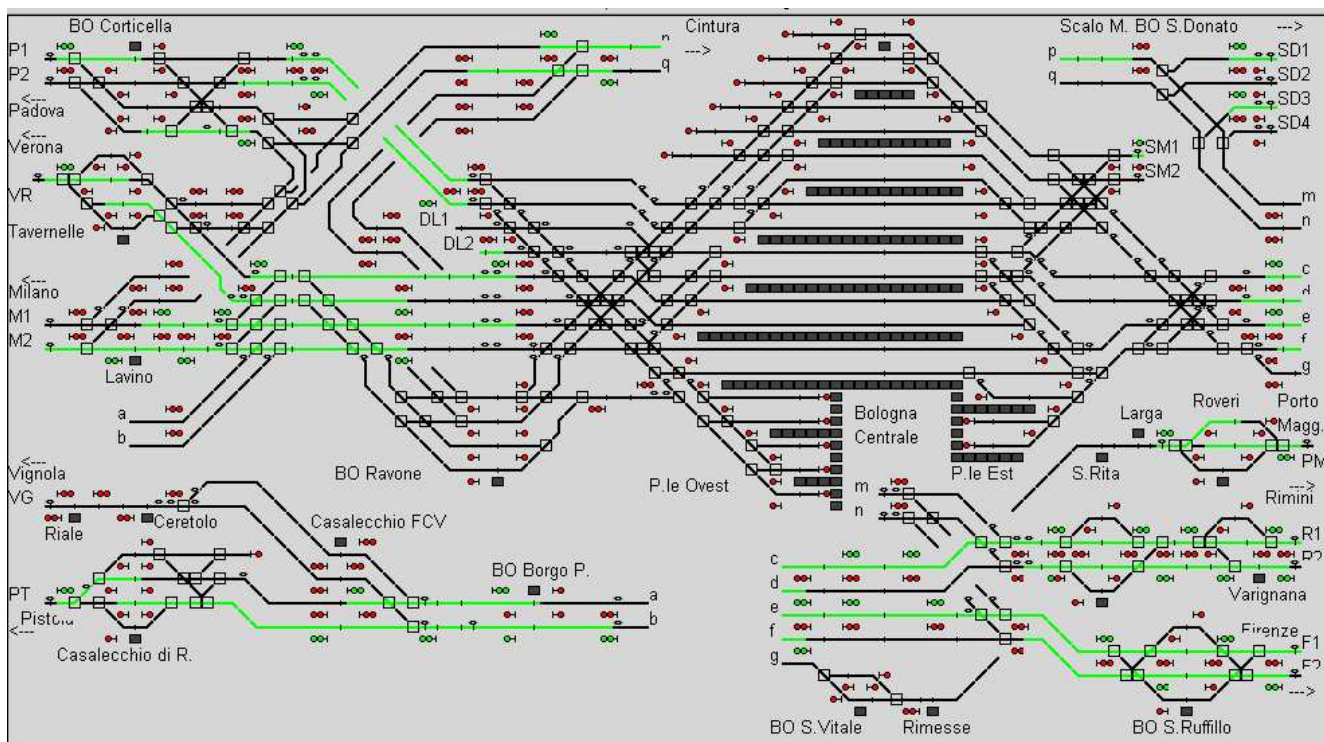 BO Corticella
Cintura
--->
Scalo M. BO S.Donato --->
P1
P2
<---
Padova
<---
Verona
VR
Tavernelle
<---
Milano
M1
M2
Lavino
a
b
<---
Vignola
VG
Riale
Ceretolo
n
q
DL1
DL2
BO Ravone
P.le Ovest
Bologna
Centrale
P.le Est
p
q
SD1
SD2
SD3
SD4
SM1
SM2
m
n
c
d
e
f
g
Larga
Roveri
Porto
Magg.
PM
S.Rita
--->
Rimini
R1
Varignana
m
n
c
d
e
f
g
Casalecchio FCV
BO Borgo P.
PT
<---
Casalecchio di R.
a
b
Firenze
F1
--->
BO S.Vitale
Rimesse
BO S.Ruffillo